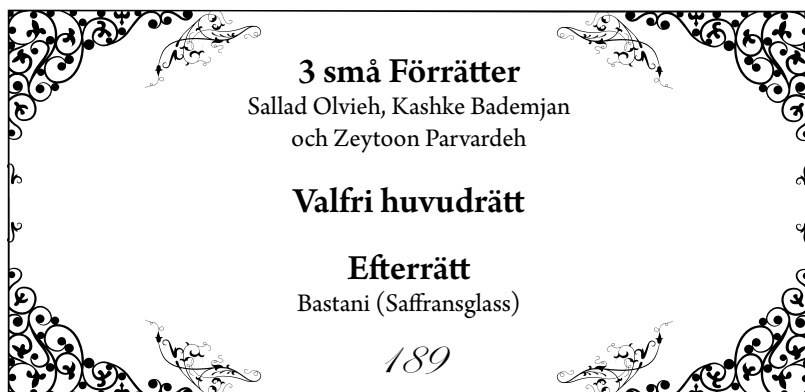 3 små Förrätter
Sallad Olvieh, Kashke Bademjan
och Zeytoon Parvardeh
Valfri huvudrätt
Efterrätt
Bastani (Saffransglass)
189